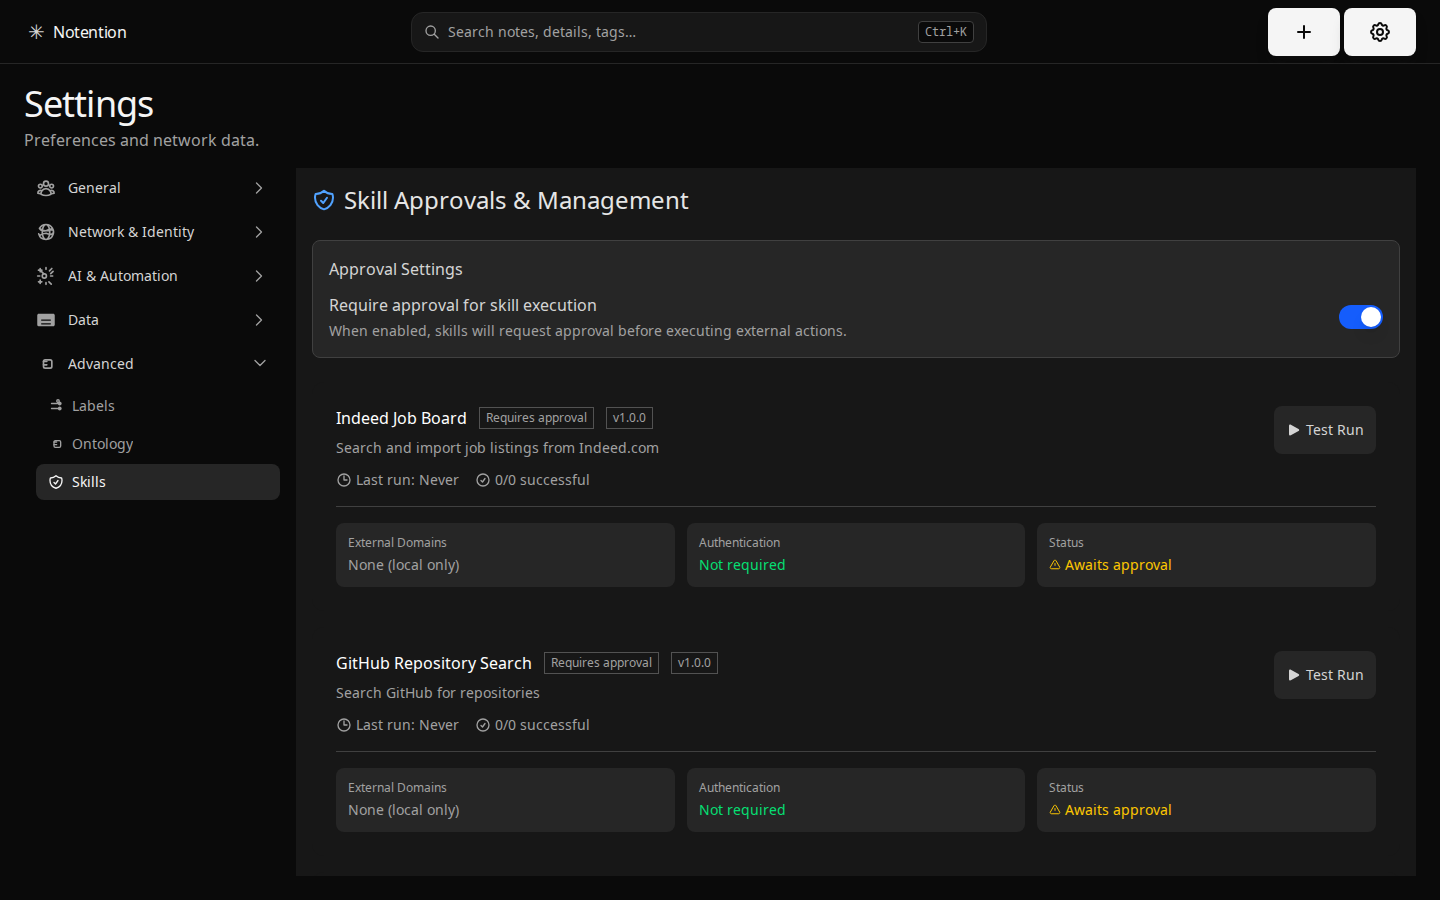 Notention
Search notes, details, tags...
Ctrl+K
Settings
Preferences and network data.
General
Network & Identity
AI & Automation
Data
Advanced
Labels
Ontology
Skills
Skill Approvals & Management
Approval Settings
Require approval for skill execution
When enabled, skills will request approval before executing external actions.
Indeed Job Board Requires approval v1.0.0
Test Run
Search and import job listings from Indeed.com
Last run: Never 0/0 successful
External Domains
None (local only)
Authentication
Not required
Status
Awaits approval
GitHub Repository Search Requires approval v1.0.0
Test Run
Search GitHub for repositories
Last run: Never 0/0 successful
External Domains
None (local only)
Authentication
Not required
Status
Awaits approval